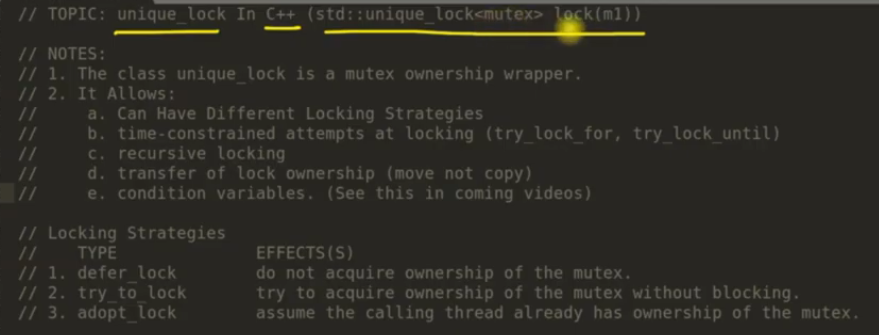 // TOPIC: unique_lock In C++ (std::unique_lock<mutex> lock(m1))
// NOTES:
// 1. The class unique_lock is a mutex ownership wrapper.
// 2. It Allows:
//     a. Can Have Different Locking Strategies
//     b. time-constrained attempts at locking (try_lock_for, try_lock_until)
//     c. recursive locking
//     d. transfer of lock ownership (move not copy)
//     e. condition variables. (See this in coming videos)
// Locking Strategies
//    TYPE              EFFECTS(S)
// 1. defer_lock        do not acquire ownership of the mutex.
// 2. try_to_lock       try to acquire ownership of the mutex without blocking.
// 3. adopt_lock        assume the calling thread already has ownership of the mutex.